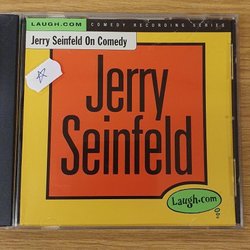 LAUGH.COM COMEDY RECORDING SERIES
Jerry Seinfeld On Comedy
Jerry
Seinfeld
Laugh.com